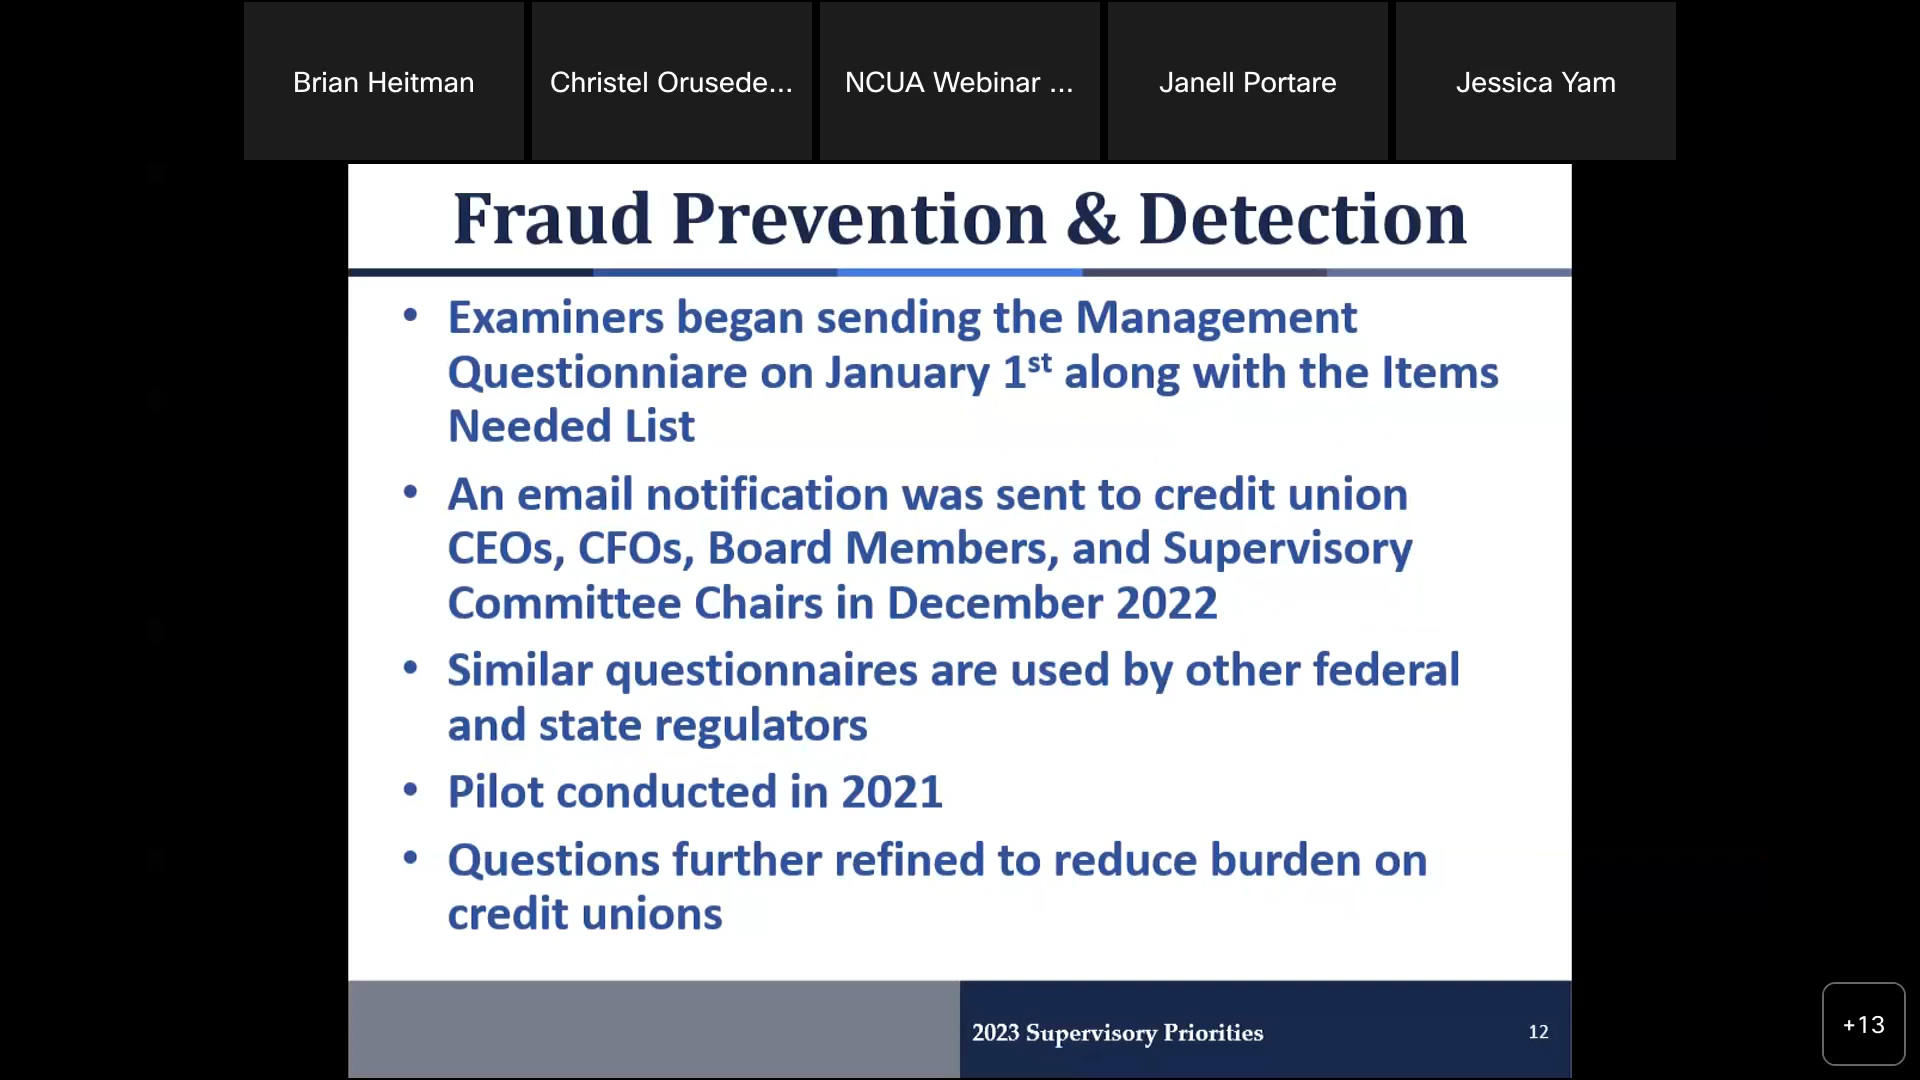 Brian Heitman
Christel Orusede...
NCUA Webinar ...
Janell Portare
Jessica Yam
Fraud Prevention & Detection
• Examiners began sending the Management
Questionniare on January 1st along with the Items
Needed List
• An email notification was sent to credit union
CEOs, CFOs, Board Members, and Supervisory
Committee Chairs in December 2022
• Similar questionnaires are used by other federal
and state regulators
• Pilot conducted in 2021
• Questions further refined to reduce burden on
credit unions
2023 Supervisory Priorities
12
+13